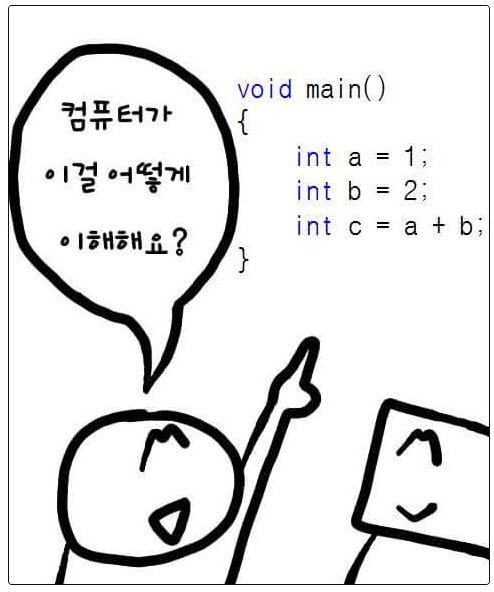 컴퓨터가
이걸 어떻게
이해해요?
void main()
{
int a = 1;
int b = 2;
int c = a + b;
}